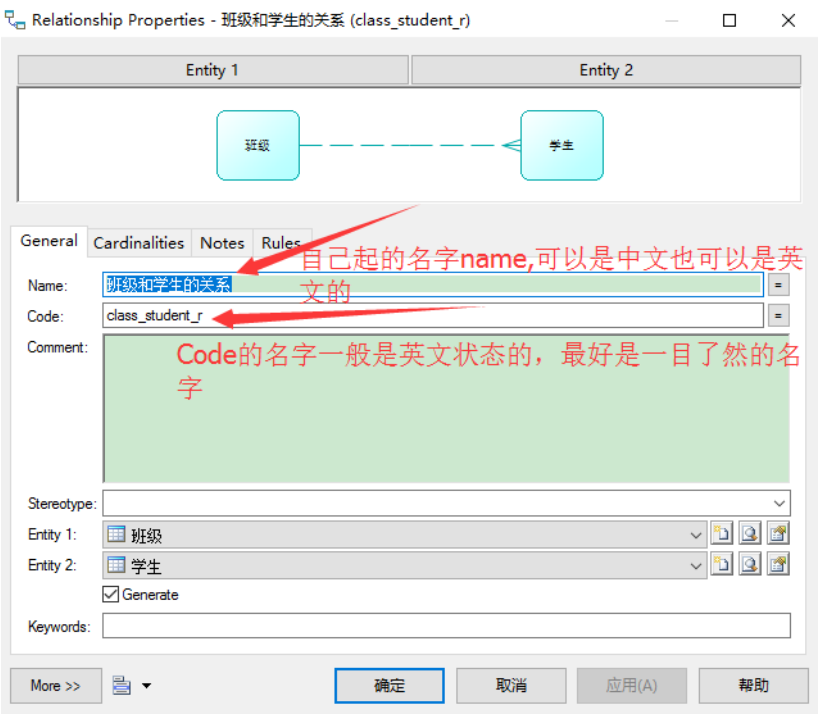 Relationship Properties - 班级和学生的关系 (class_student_r)
Entity 1 Entity 2
班级 学生
General Cardinalities Notes Rules
自己起的名字name,可以是中文也可以是英
文的
Name: 班级和学生的关系 =
Code: class_student_r =
Comment:
Code的名字一般是英文状态的，最好是一目了然的名
字
Stereotype:
Entity 1: 班级
Entity 2: 学生
Generate
Keywords:
More >> 确定 取消 应用(A) 帮助